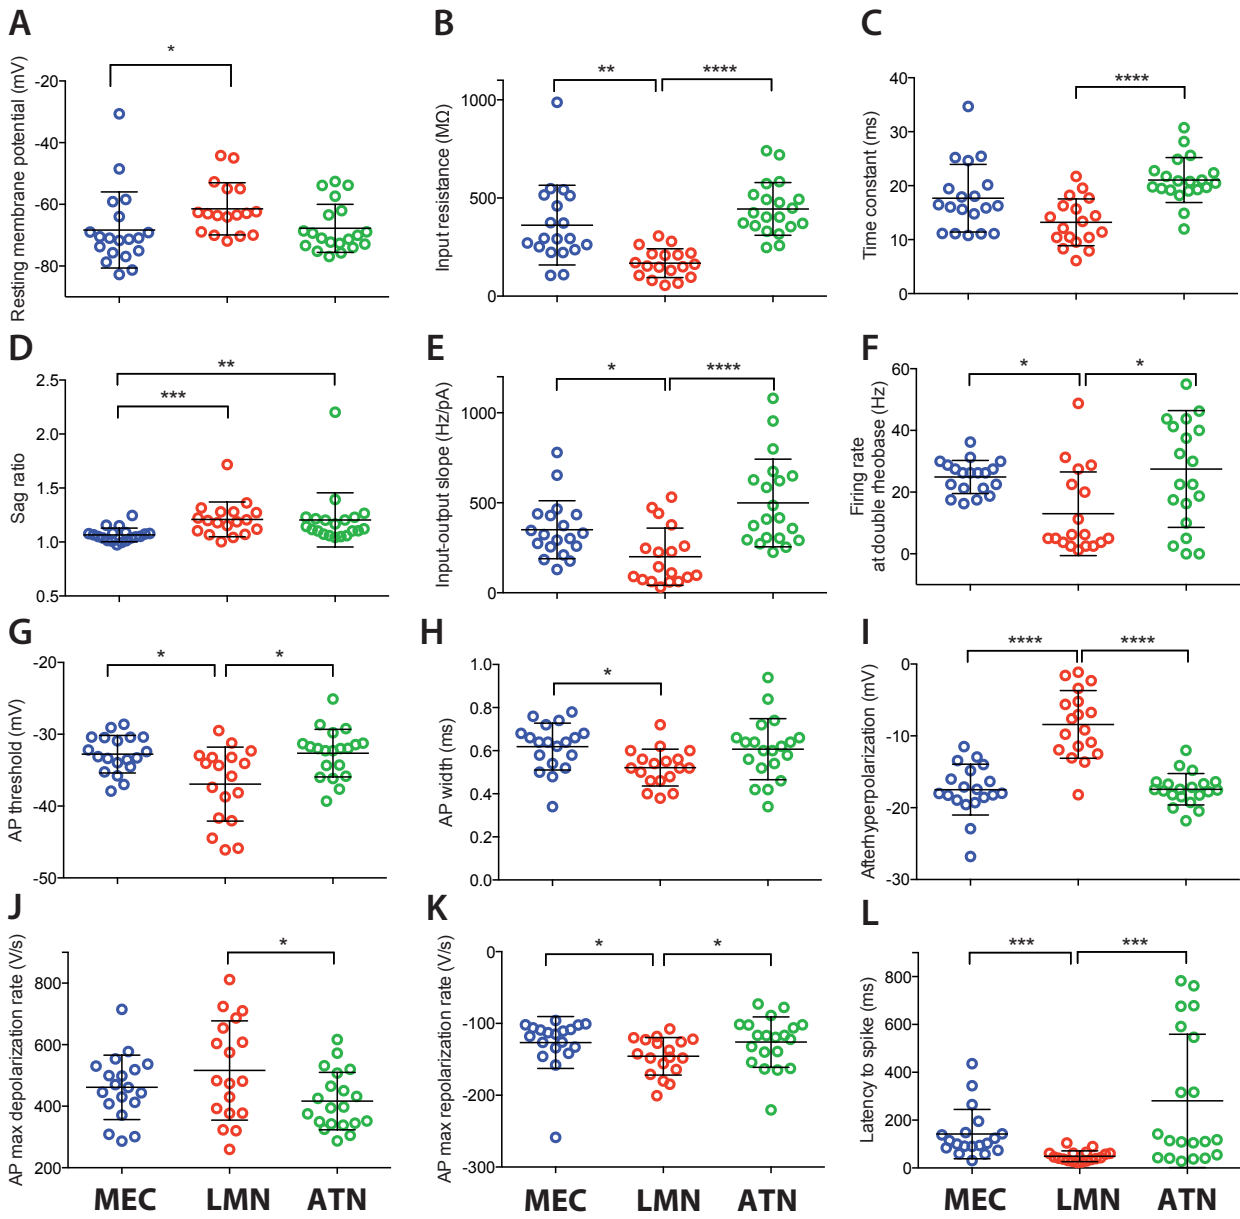 A
Resting membrane potential (mV)
-20
-40
-60
-80
*
B
Input resistance (MΩ)
1000
500
0
**
****
C
Time constant (ms)
40
30
20
10
0
****
D
Sag ratio
2.5
2.0
1.5
1.0
0.5
**
***
E
Input-output slope (Hz/pA)
1000
500
0
*
****
F
Firing rate
at double rheobase (Hz)
60
40
20
0
*
*
G
AP threshold (mV)
-20
-30
-40
-50
*
*
H
AP width (ms)
1.0
0.8
0.6
0.4
0.2
0.0
*
I
Afterhyperpolarization (mV)
0
-10
-20
-30
****
****
J
AP max depolarization rate (V/s)
800
600
400
200
*
K
AP max repolarization rate (V/s)
0
-100
-200
-300
*
*
L
Latency to spike
(ms)
800
600
400
200
0
***
***
MEC LMN ATN
MEC LMN ATN
MEC LMN ATN